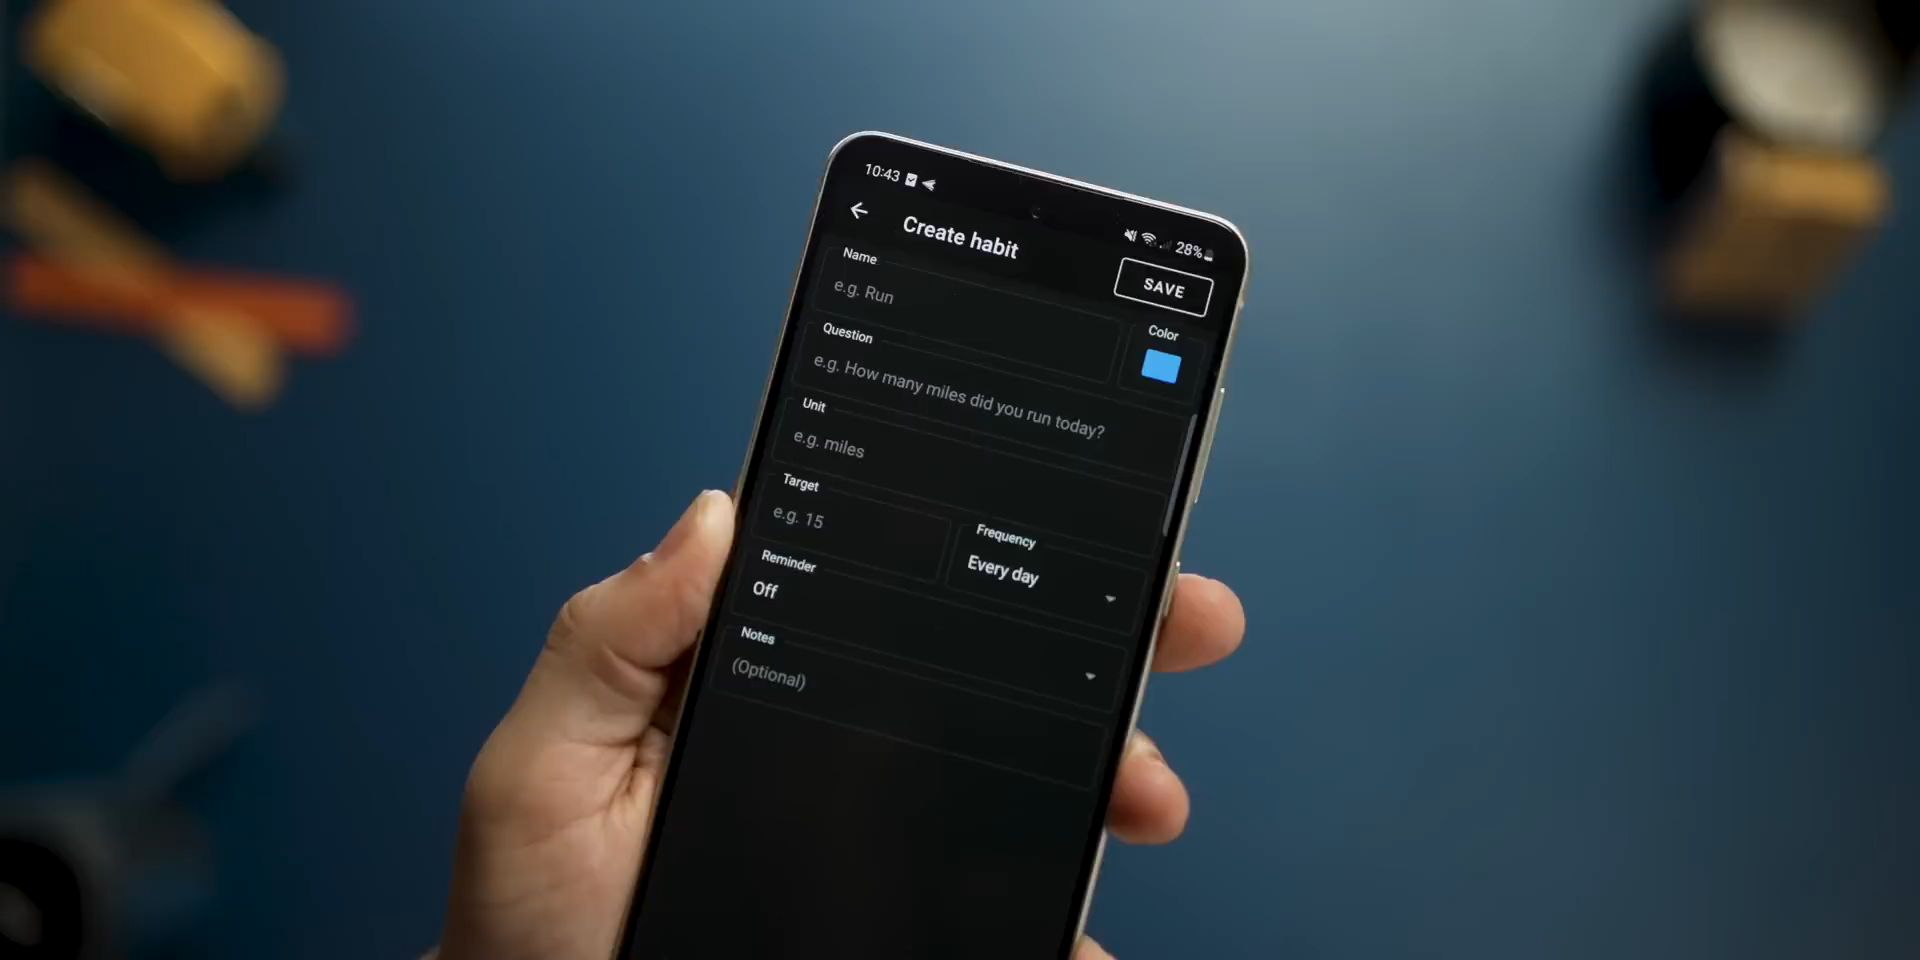 10:43
28%
Create habit
SAVE
Name
e.g. Run
Color
Question
e.g. How many miles did you run today?
Unit
e.g. miles
Target
e.g. 15
Frequency
Every day
Reminder
Off
Notes
(Optional)